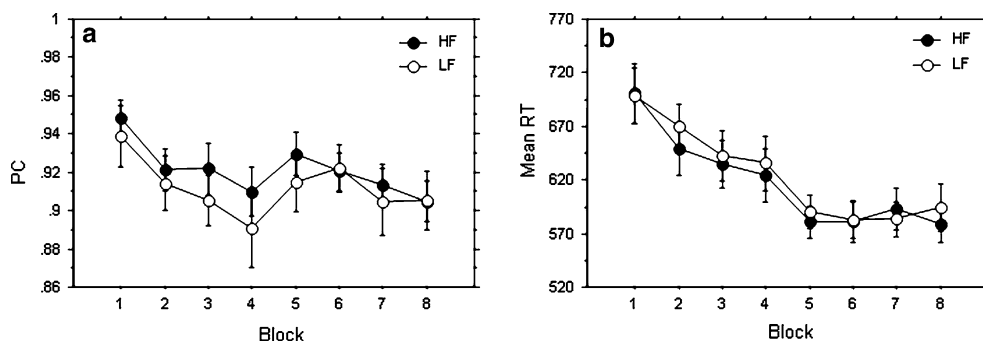 a
HF
LF
PC
1
.98
.96
.94
.92
.9
.88
.86
1 2 3 4 5 6 7 8
Block
b
HF
LF
Mean RT
770
720
670
620
570
520
1 2 3 4 5 6 7 8
Block